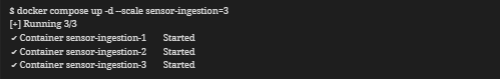 $ docker compose up -d --scale sensor-ingestion=3
[+] Running 3/3
✓ Container sensor-ingestion-1 Started
✓ Container sensor-ingestion-2 Started
✓ Container sensor-ingestion-3 Started